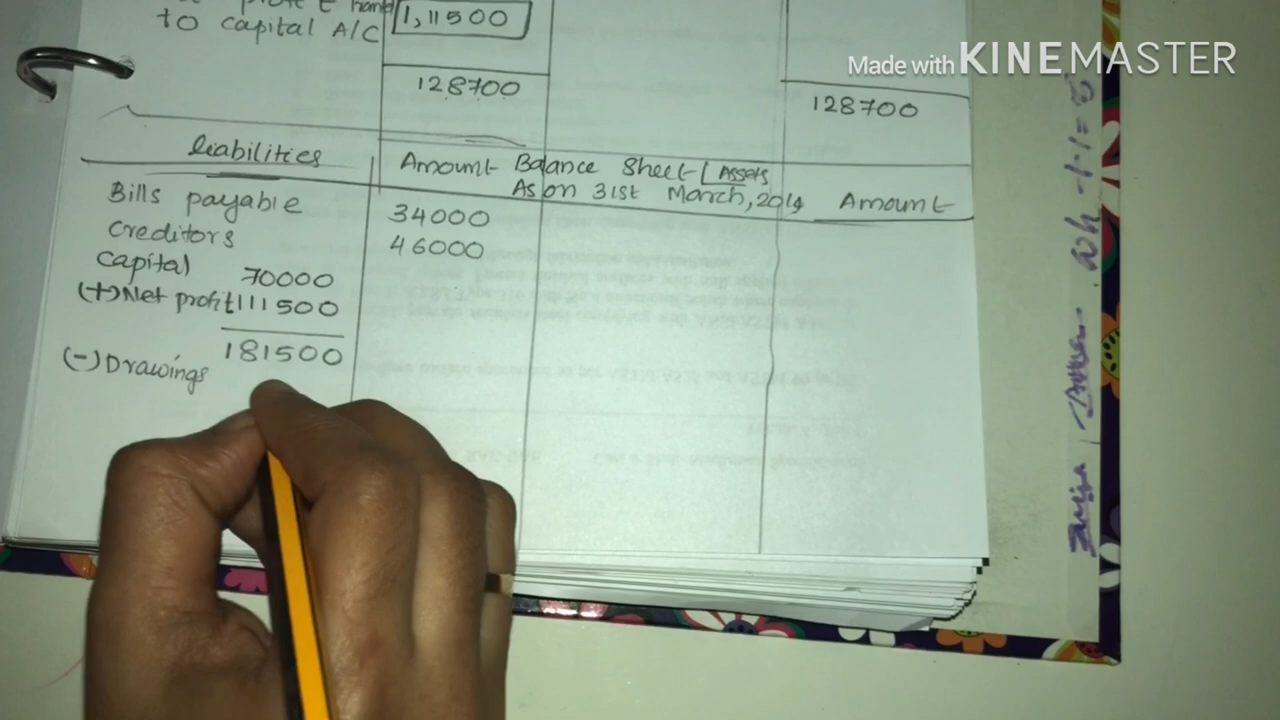 Made with KINEMASTER
to capital A/C
1,11500
128700
128700
Liabilities
Amount
Balance Sheet [Assets
As on 31st March, 2014
Amount
Bills payable
34000
Creditors
46000
Capital 70000
(+) Net profit 111500
181500
(-) Drawings